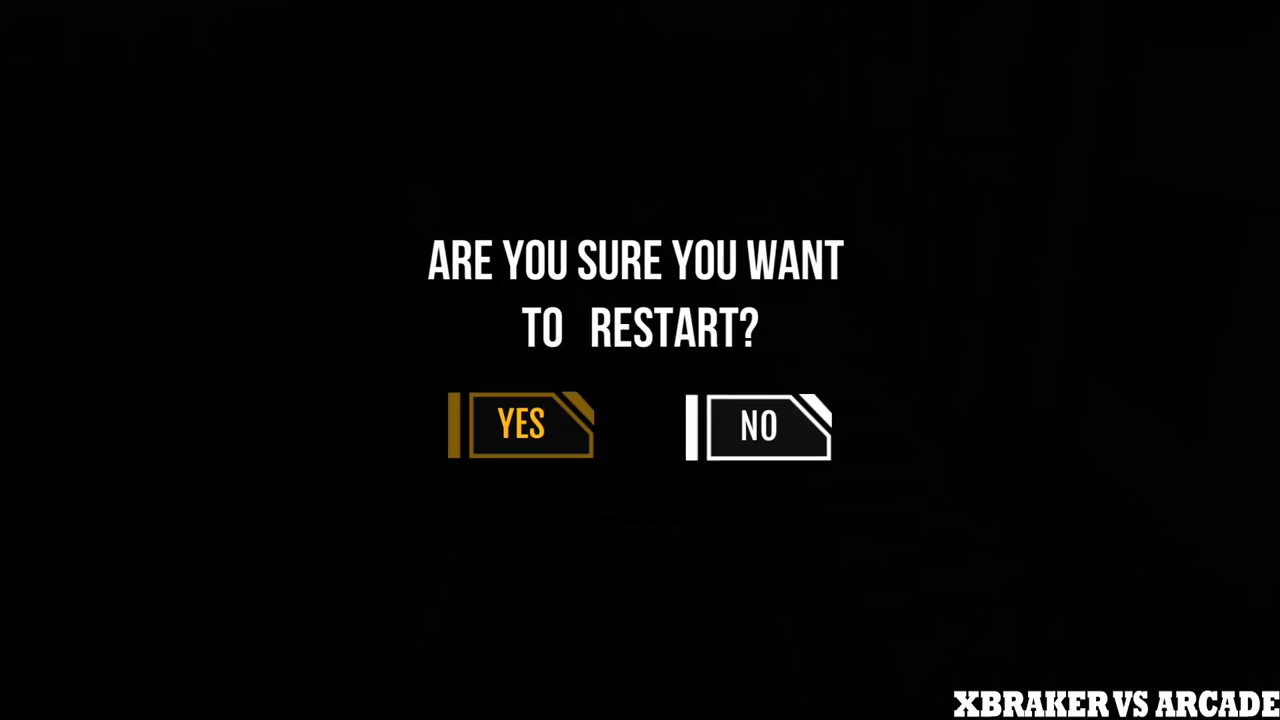 ARE YOU SURE YOU WANT
TO RESTART?
YES NO
XBRAKER VS ARCADE